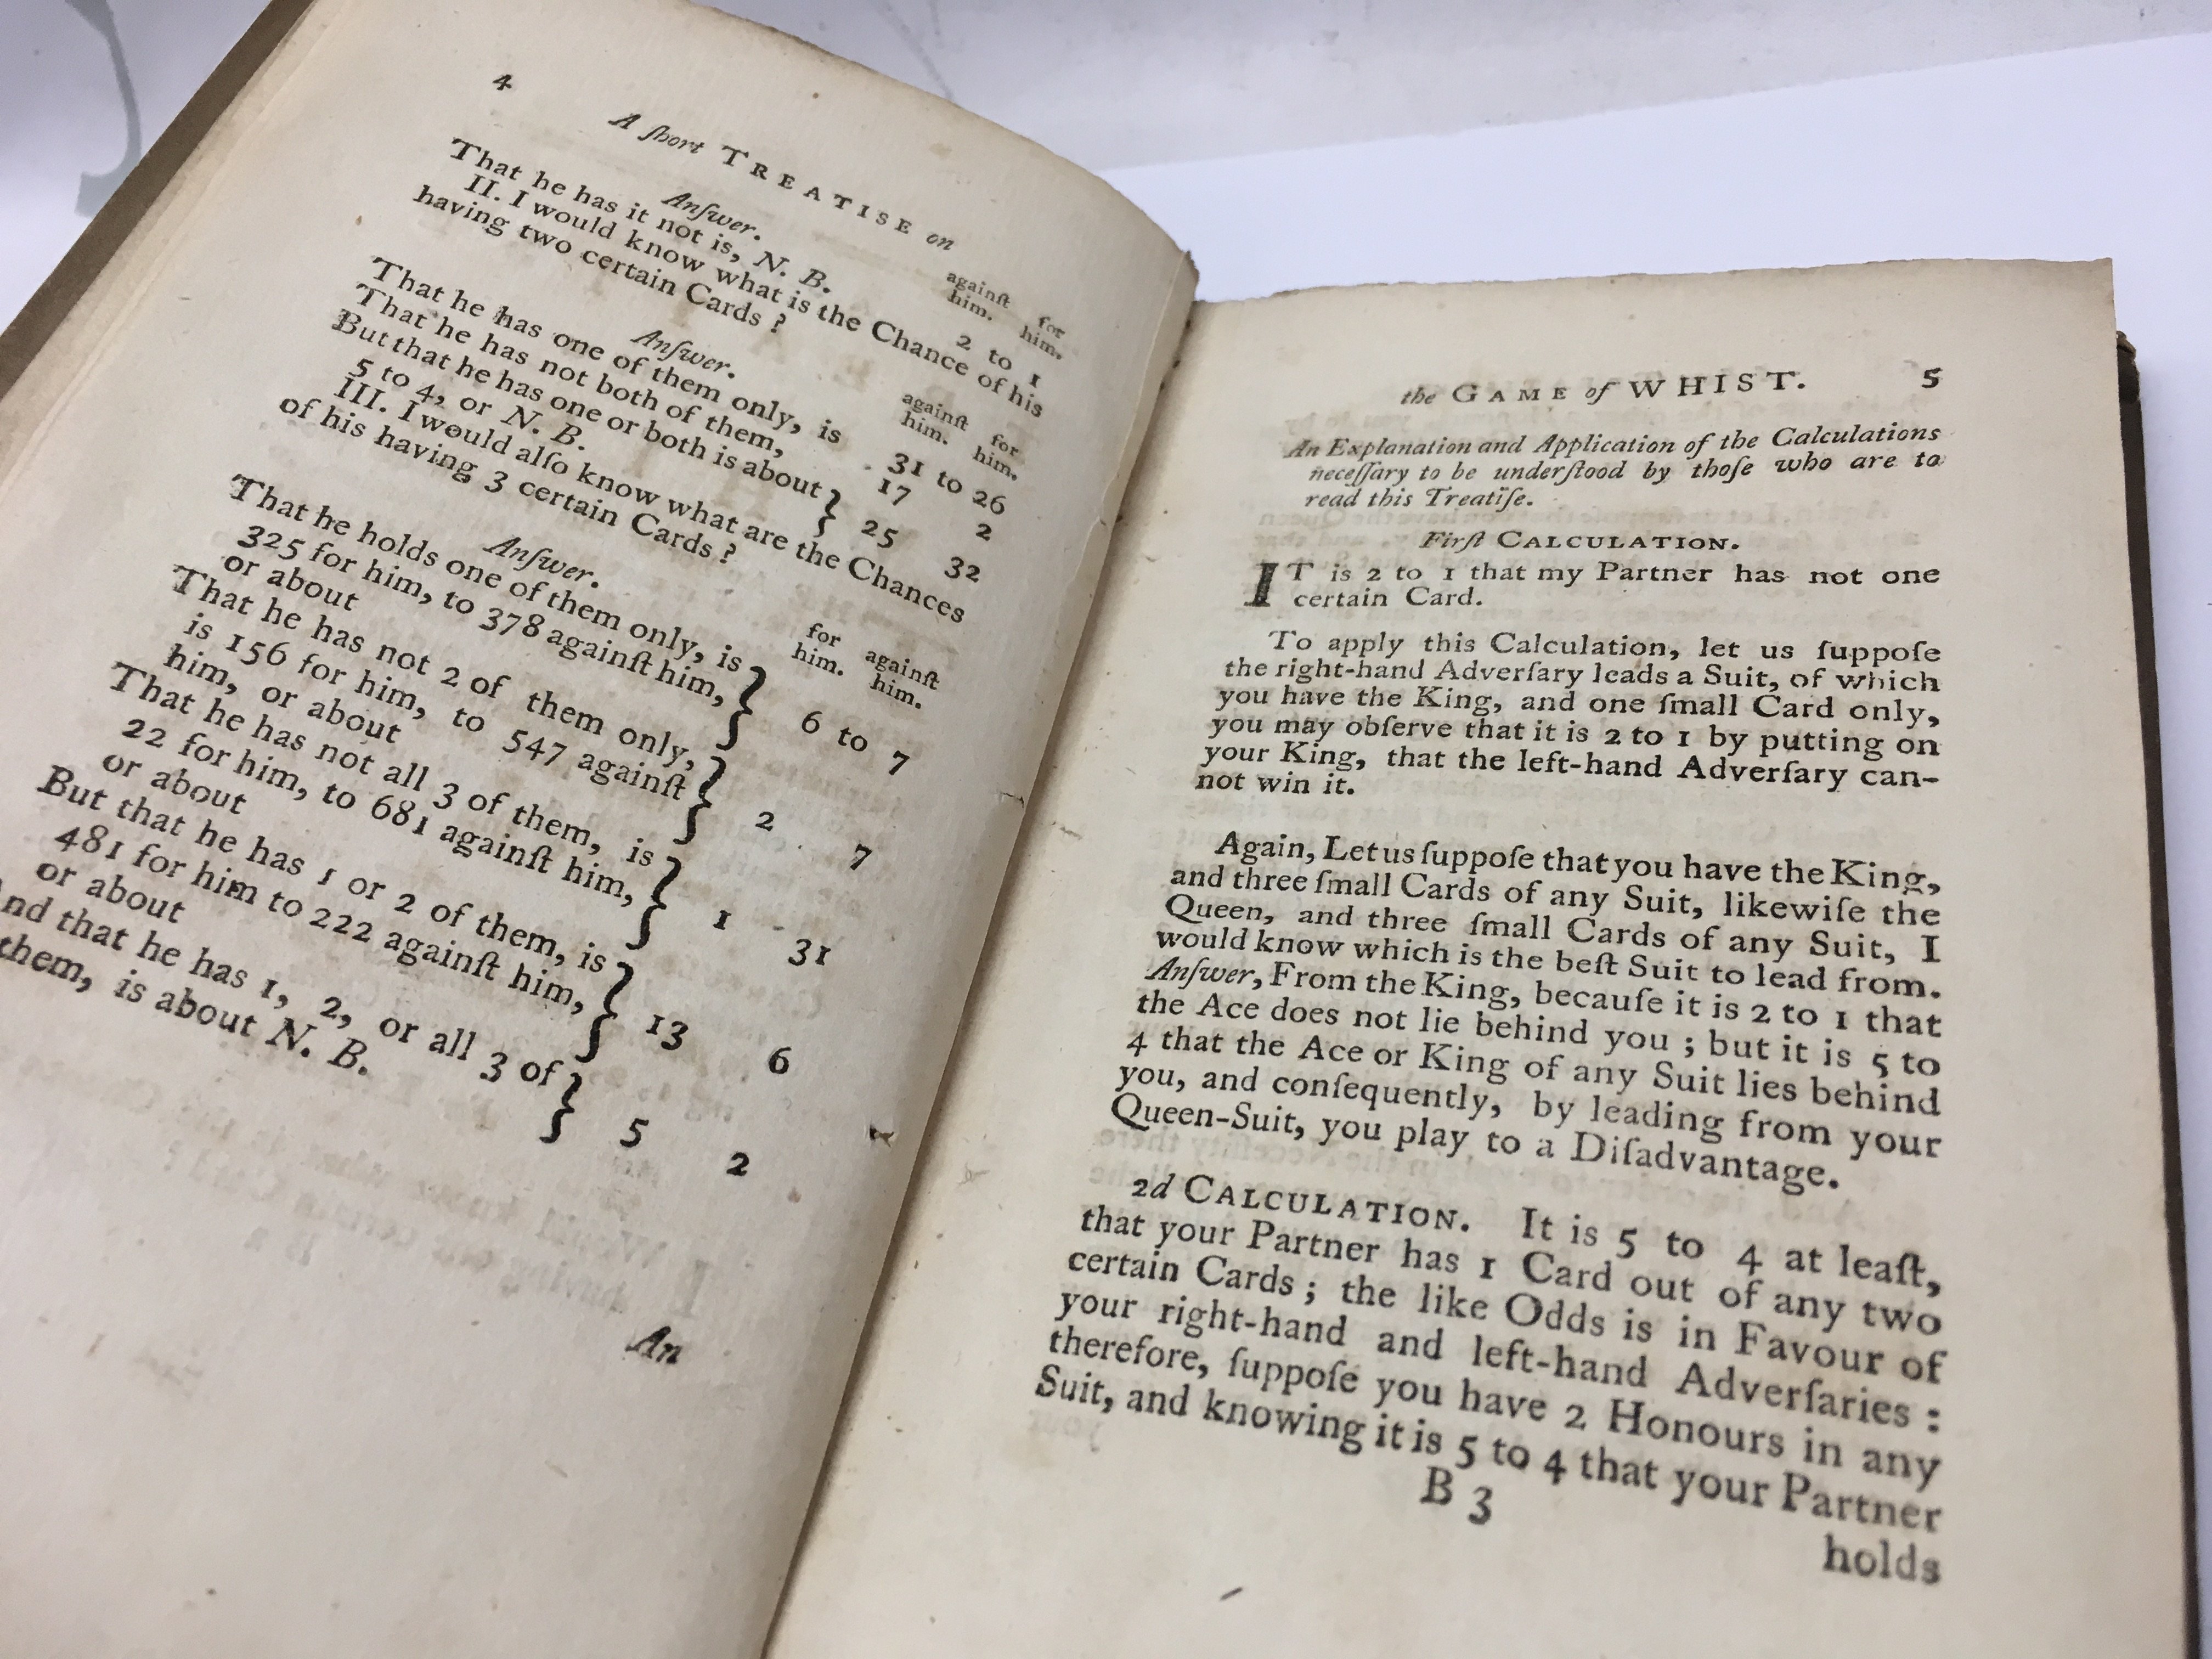 4
A ſhort TREATISE on
Anſwer.
againſt for
him. him.
That he has it not is, N. B. 2 to 1
II. I would know what is the Chance of his
having two certain Cards ?
Anſwer.
againſt for
him. him.
That he has one of them only, is 31 to 26
That he has not both of them, 17 2
But that he has one or both is about } 25 32
5 to 4, or N. B.
III. I would alſo know what are the Chances
of his having 3 certain Cards ?
Anſwer.
for againſt
him. him.
That he holds one of them only, is
325 for him, to 378 againſt him, } 6 to 7
or about
That he has not 2 of them only,
is 156 for him, to 547 againſt } 2 7
him, or about
That he has not all 3 of them, is
22 for him, to 681 againſt him, } 1 31
or about
But that he has 1 or 2 of them, is
481 for him to 222 againſt him, } 13 6
or about
And that he has 1, 2, or all 3 of } 5 2
them, is about N. B.
An
the GAME of WHIST. 5
An Explanation and Application of the Calculations
neceſſary to be underſtood by thoſe who are to
read this Treatiſe.
Firſt CALCULATION.
IT is 2 to 1 that my Partner has not one
certain Card.
To apply this Calculation, let us ſuppoſe
the right-hand Adverſary leads a Suit, of which
you have the King, and one ſmall Card only,
you may obſerve that it is 2 to 1 by putting on
your King, that the left-hand Adverſary can-
not win it.
Again, Let us ſuppoſe that you have the King,
and three ſmall Cards of any Suit, likewiſe the
Queen, and three ſmall Cards of any Suit, I
would know which is the beſt Suit to lead from.
Anſwer, From the King, becauſe it is 2 to 1 that
the Ace does not lie behind you ; but it is 5 to
4 that the Ace or King of any Suit lies behind
you, and conſequently, by leading from your
Queen-Suit, you play to a Diſadvantage.
2d CALCULATION. It is 5 to 4 at leaſt,
that your Partner has 1 Card out of any two
certain Cards ; the like Odds is in Favour of
your right-hand and left-hand Adverſaries :
therefore, ſuppoſe you have 2 Honours in any
Suit, and knowing it is 5 to 4 that your Partner
B 3
holds